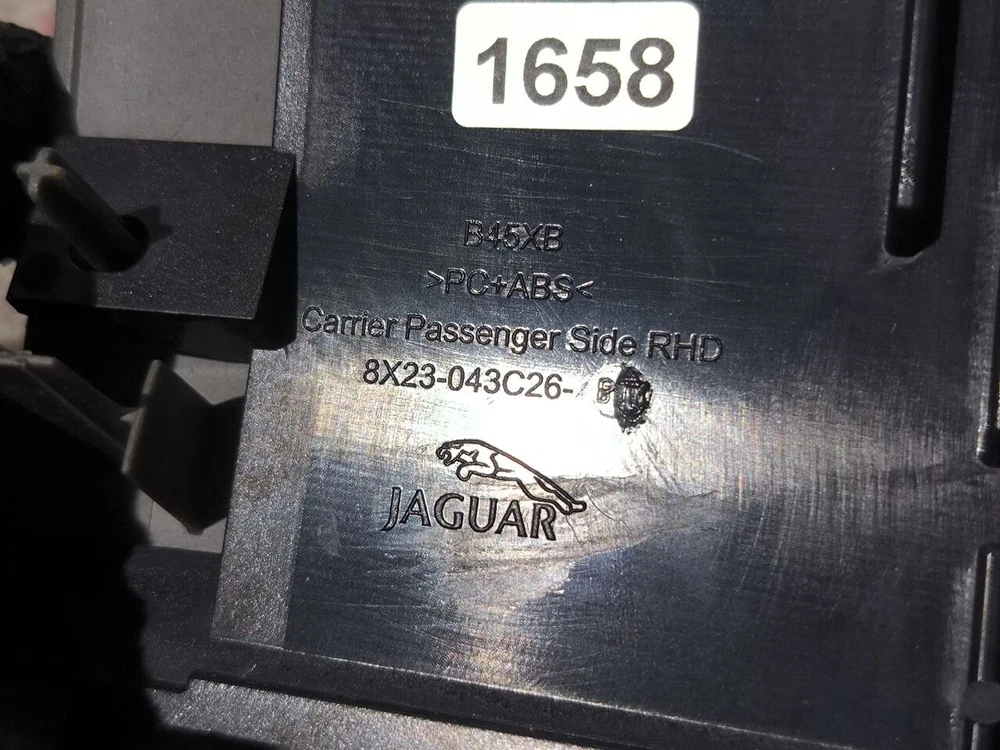 1658
B45XB
>PC+ABS<
Carrier Passenger Side RHD
8X23-043C26-
JAGUAR